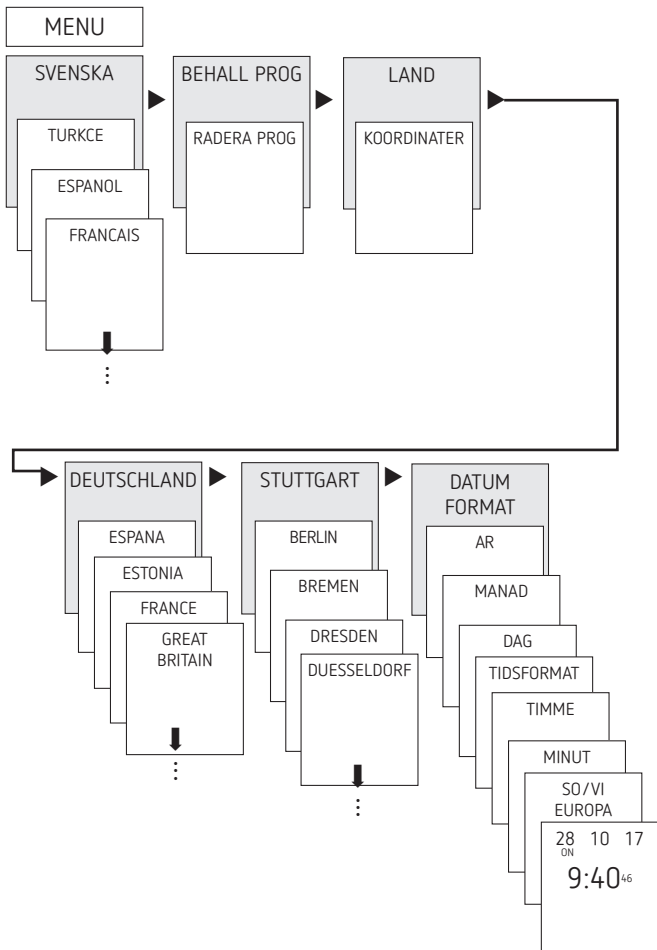 MENU
SVENSKA
TURKCE
ESPANOL
FRANCAIS
BEHALL PROG
RADERA PROG
LAND
KOORDINATER
DEUTSCHLAND
ESPANA
ESTONIA
FRANCE
GREAT
BRITAIN
STUTTGART
BERLIN
BREMEN
DRESDEN
DUESSELDORF
DATUM
FORMAT
AR
MANAD
DAG
TIDSFORMAT
TIMME
MINUT
SO/VI
EUROPA
28 10 17
ON
9:40 46